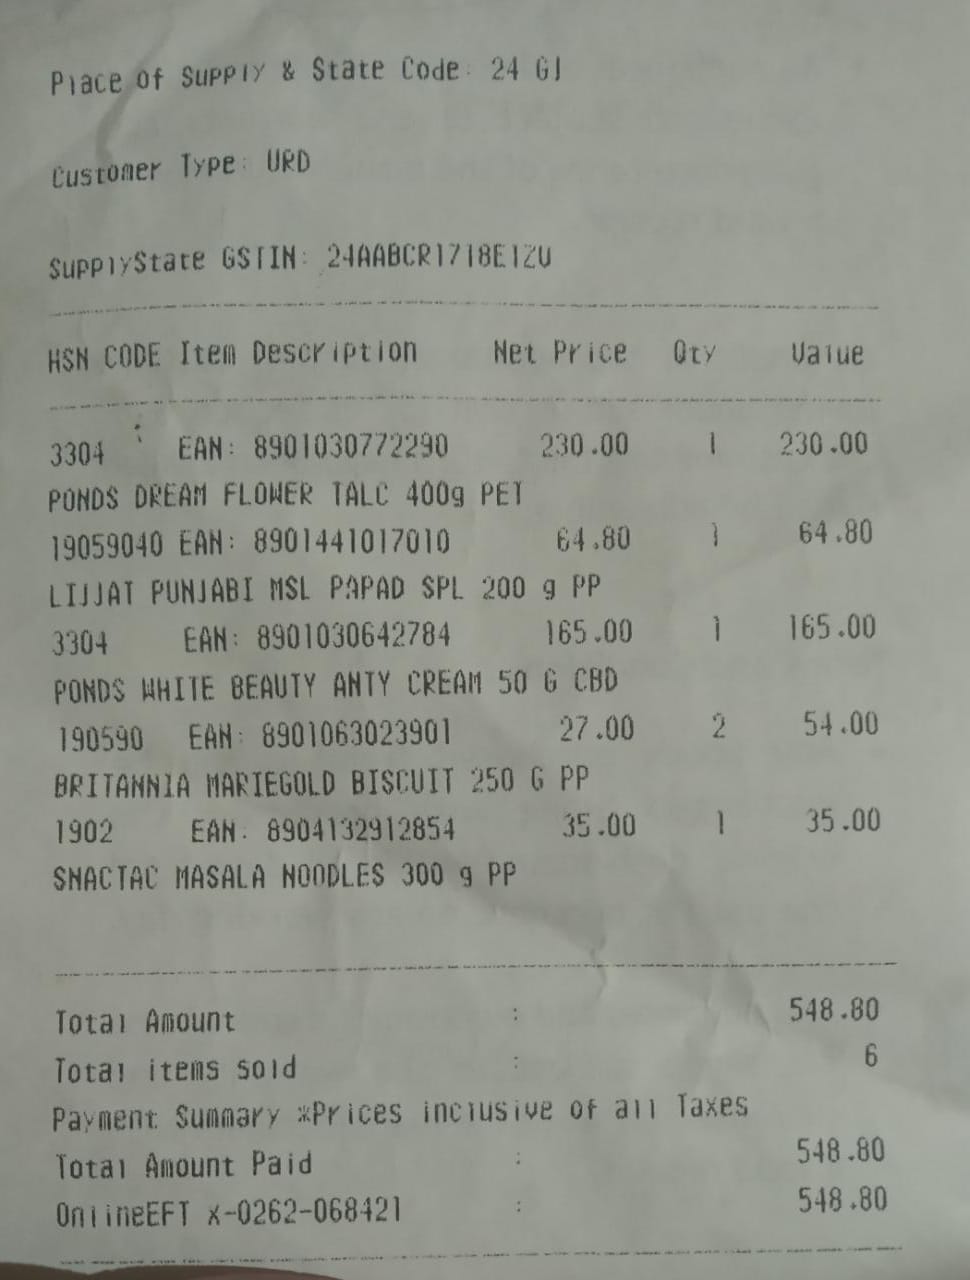 Place of Supply & State Code: 24 GJ
Customer Type: URD
SupplyState GSTIN: 24AABCR1718E1ZU
HSN CODE Item Description Net Price Qty Value
3304 EAN: 8901030772290 230.00 1 230.00
PONDS DREAM FLOWER TALC 400g PET
19059040 EAN: 8901441017010 64.80 1 64.80
LIJJAT PUNJABI MSL PAPAD SPL 200 g PP
3304 EAN: 8901030642784 165.00 1 165.00
PONDS WHITE BEAUTY ANTY CREAM 50 G CBD
190590 EAN: 8901063023901 27.00 2 54.00
BRITANNIA MARIEGOLD BISCUIT 250 G PP
1902 EAN: 8904132912854 35.00 1 35.00
SNACTAC MASALA NOODLES 300 g PP
Total Amount : 548.80
Total items sold : 6
Payment Summary *Prices inclusive of all Taxes
Total Amount Paid : 548.80
OnlineEFT x-0262-068421 : 548.80